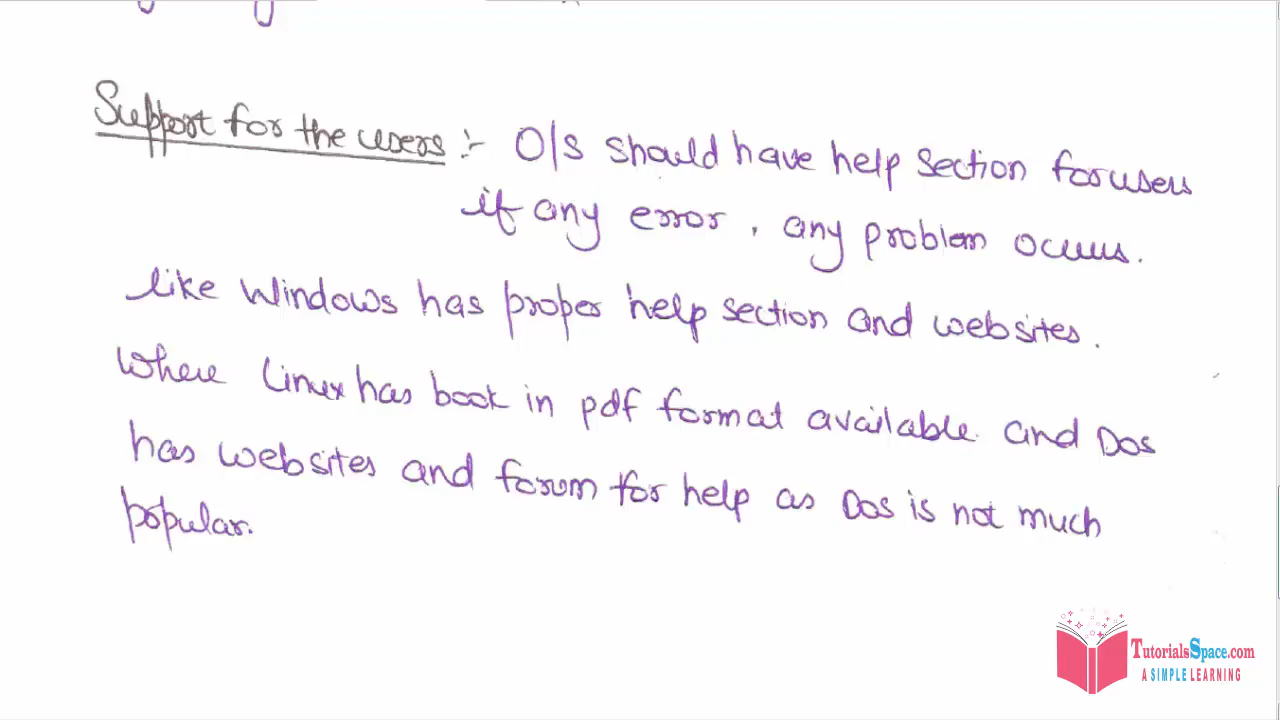 Support for the users :- O/S should have help section for users
if any error, any problem occurs.
like Windows has proper help section and websites.
Where Linux has book in pdf format available and Dos
has websites and forum for help as Dos is not much
popular.
TutorialsSpace.com
A SIMPLE LEARNING